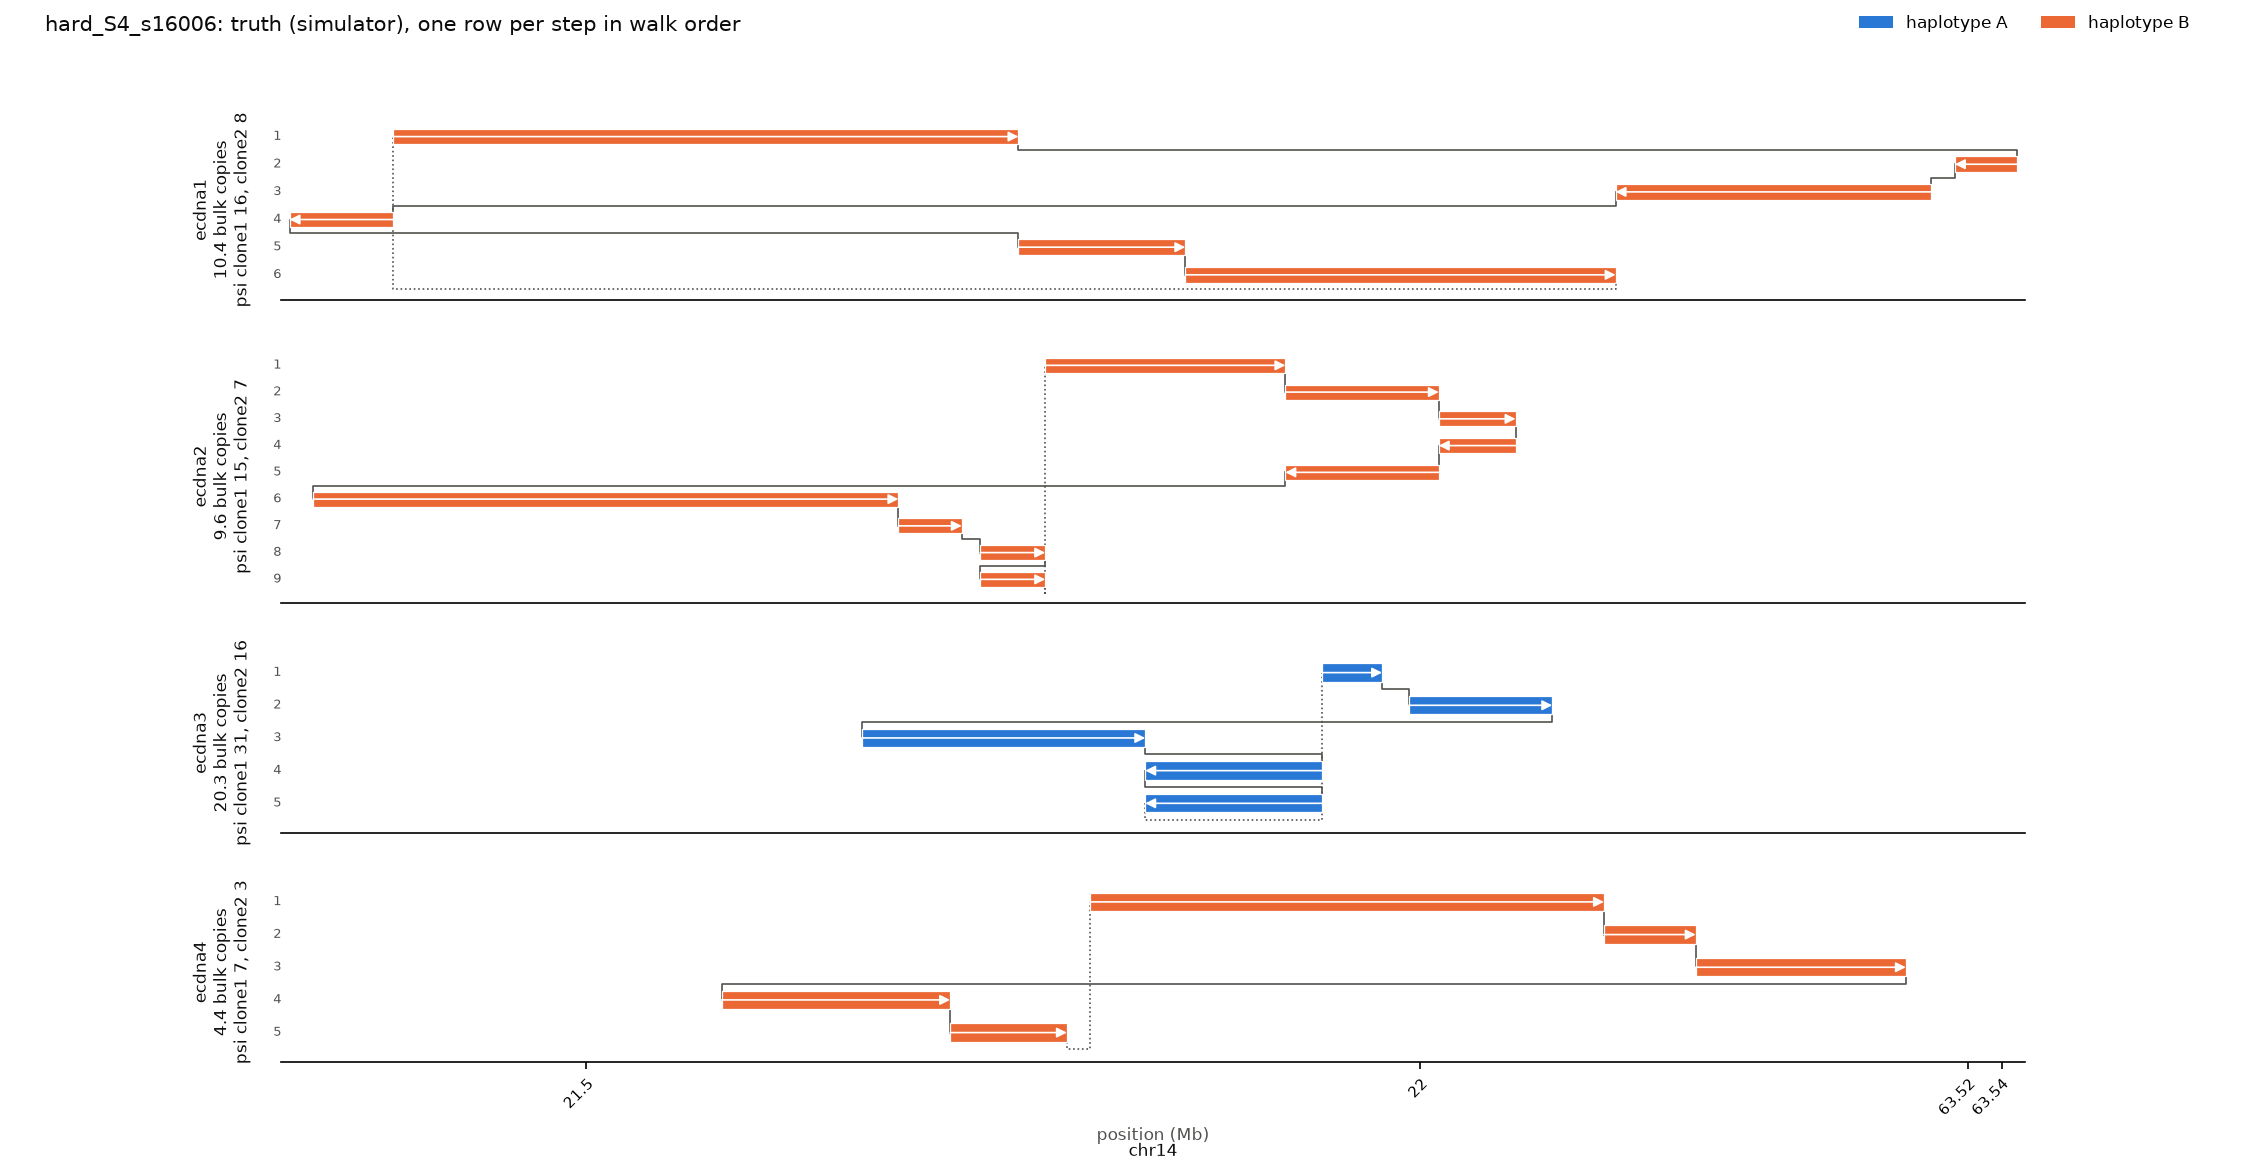 hard_S4_s16006: truth (simulator), one row per step in walk order
haplotype A
haplotype B
ecdna1
10.4 bulk copies
psi clone1 16, clone2 8
1
2
3
4
5
6
ecdna2
9.6 bulk copies
psi clone1 15, clone2 7
1
2
3
4
5
6
7
8
9
ecdna3
20.3 bulk copies
psi clone1 31, clone2 16
1
2
3
4
5
ecdna4
4.4 bulk copies
psi clone1 7, clone2 3
1
2
3
4
5
21.5
22
63.52
63.54
position (Mb)
chr14